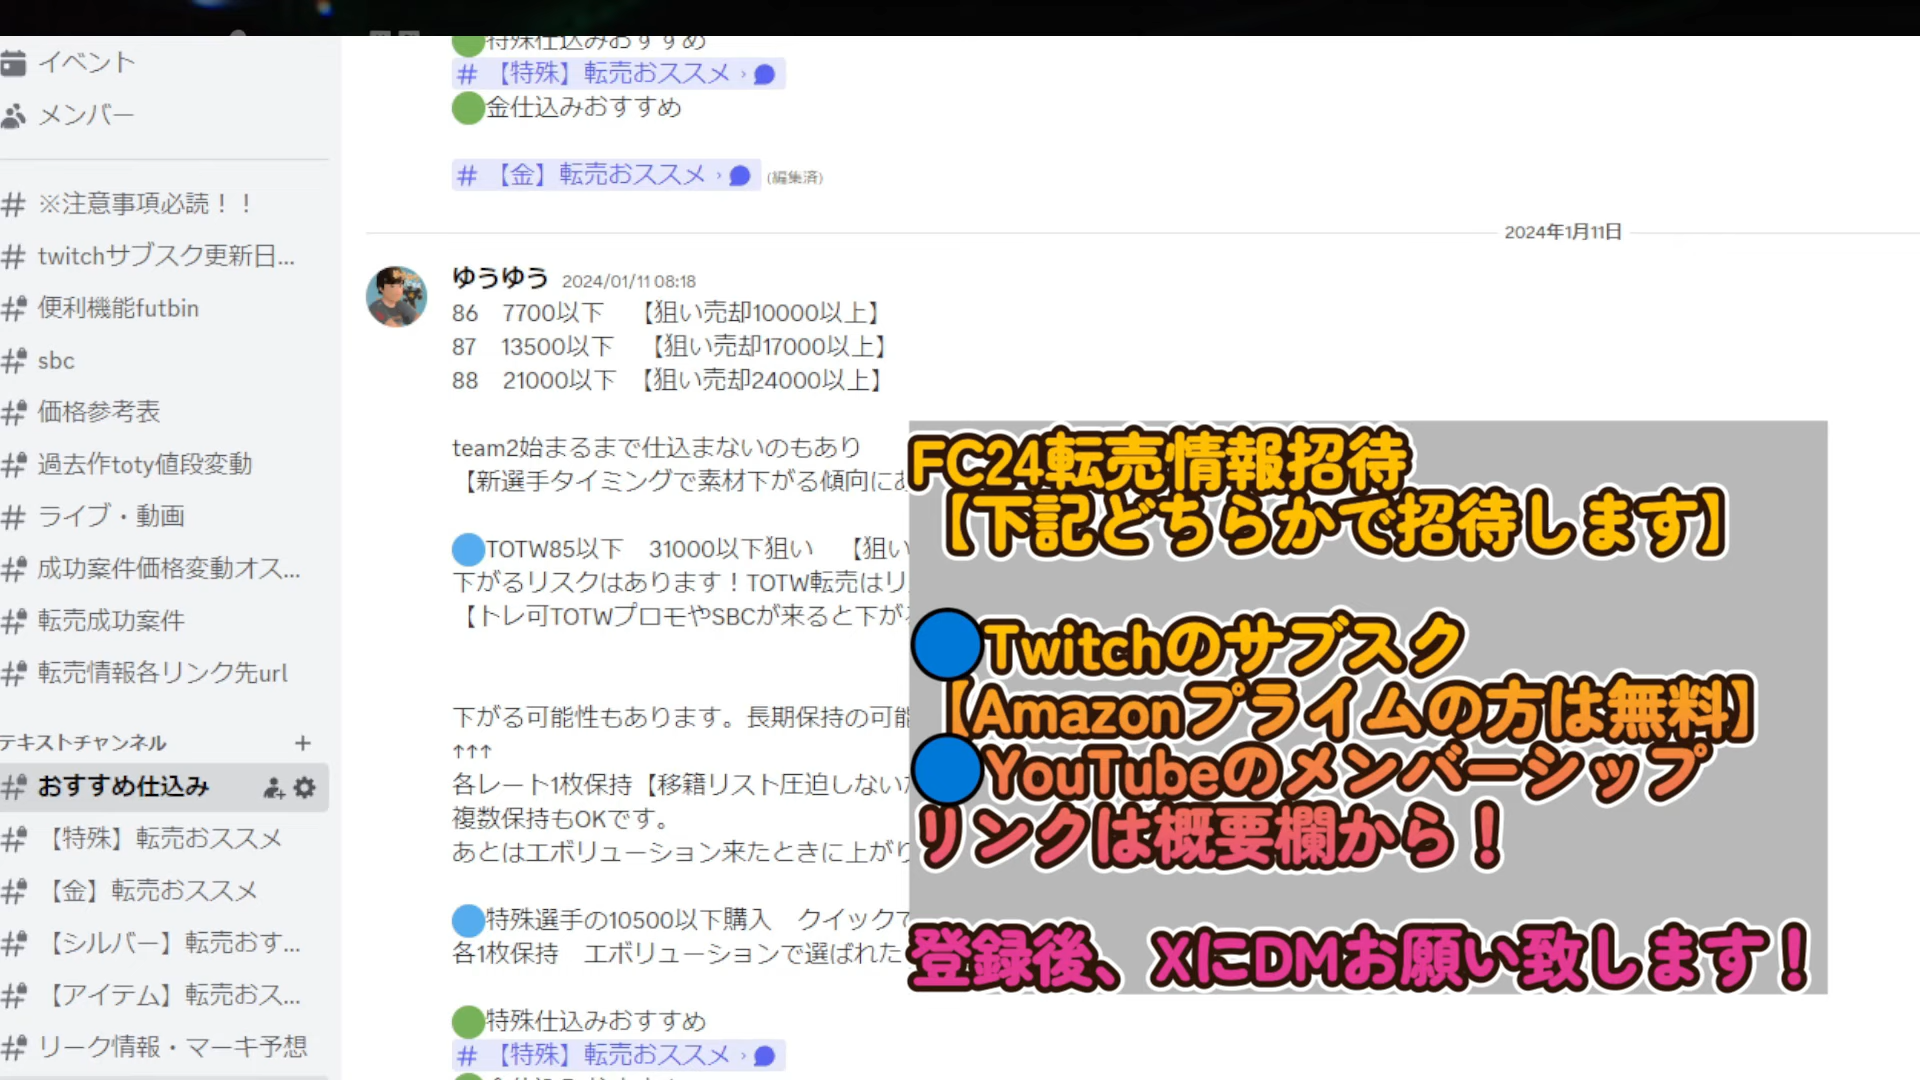 イベント
メンバー
# ※注意事項必読！！
# twitchサブスク更新日...
# 便利機能futbin
# sbc
# 価格参考表
# 過去作toty値段変動
# ライブ・動画
# 成功案件価格変動オス...
# 転売成功案件
# 転売情報各リンク先url
テキストチャンネル +
# おすすめ仕込み
# 【特殊】転売おススメ
# 【金】転売おススメ
# 【シルバー】転売おす...
# 【アイテム】転売おス...
# リーク情報・マーキ予想
特殊仕込みおすすめ
# 【特殊】転売おススメ ›
金仕込みおすすめ
# 【金】転売おススメ › (編集済)
2024年1月11日
ゆうゆう 2024/01/11 08:18
86　7700以下　【狙い売却10000以上】
87　13500以下　【狙い売却17000以上】
88　21000以下　【狙い売却24000以上】
team2始まるまで仕込まないのもあり
【新選手タイミングで素材下がる傾向に
TOTW85以下　31000以下狙い　【狙い
下がるリスクはあります！TOTW転売はリ
【トレ可TOTWプロモやSBCが来ると下が
下がる可能性もあります。長期保持の可能
↑↑↑
各レート1枚保持【移籍リスト圧迫しない
複数保持もOKです。
あとはエボリューション来たときに上がり
特殊選手の10500以下購入　クイックで
各1枚保持　エボリューションで選ばれた
特殊仕込みおすすめ
# 【特殊】転売おススメ ›
FC24転売情報招待
【下記どちらかで招待します】
Twitchのサブスク
【Amazonプライムの方は無料】
YouTubeのメンバーシップ
リンクは概要欄から！
登録後、XにDMお願い致します！